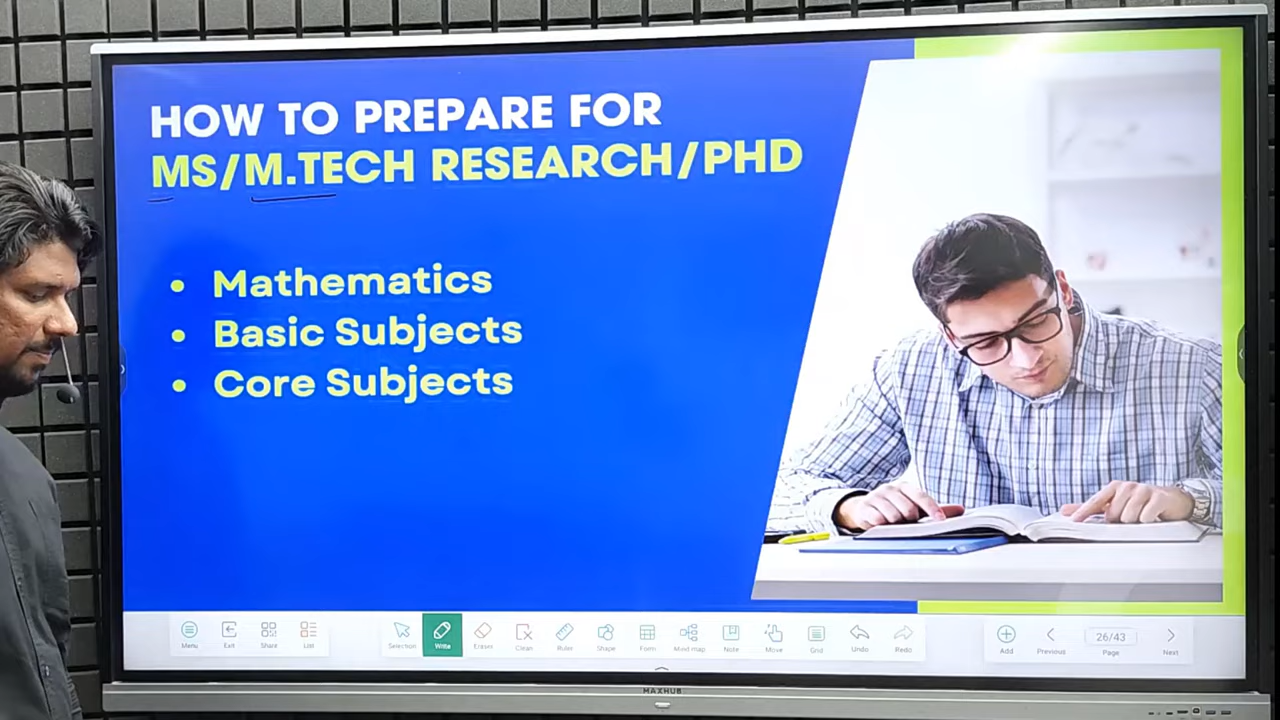 HOW TO PREPARE FOR
MS/M.TECH RESEARCH/PHD
• Mathematics
• Basic Subjects
• Core Subjects
Menu
Exit
Share
List
Selection
Write
Eraser
Clean
Ruler
Shape
Form
Mind map
Note
Move
Grid
Undo
Redo
Add
Previous
26/43
Page
Next
MAXHUB